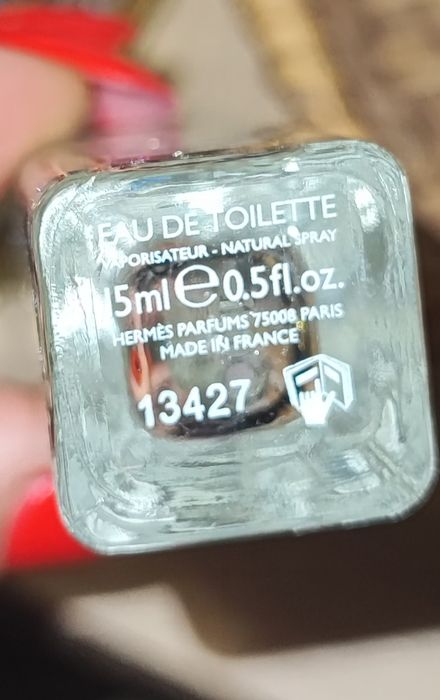 EAU DE TOILETTE
VAPORISATEUR - NATURAL SPRAY
15ml e 0.5fl.oz.
HERMÈS PARFUMS 75008 PARIS
MADE IN FRANCE
13427